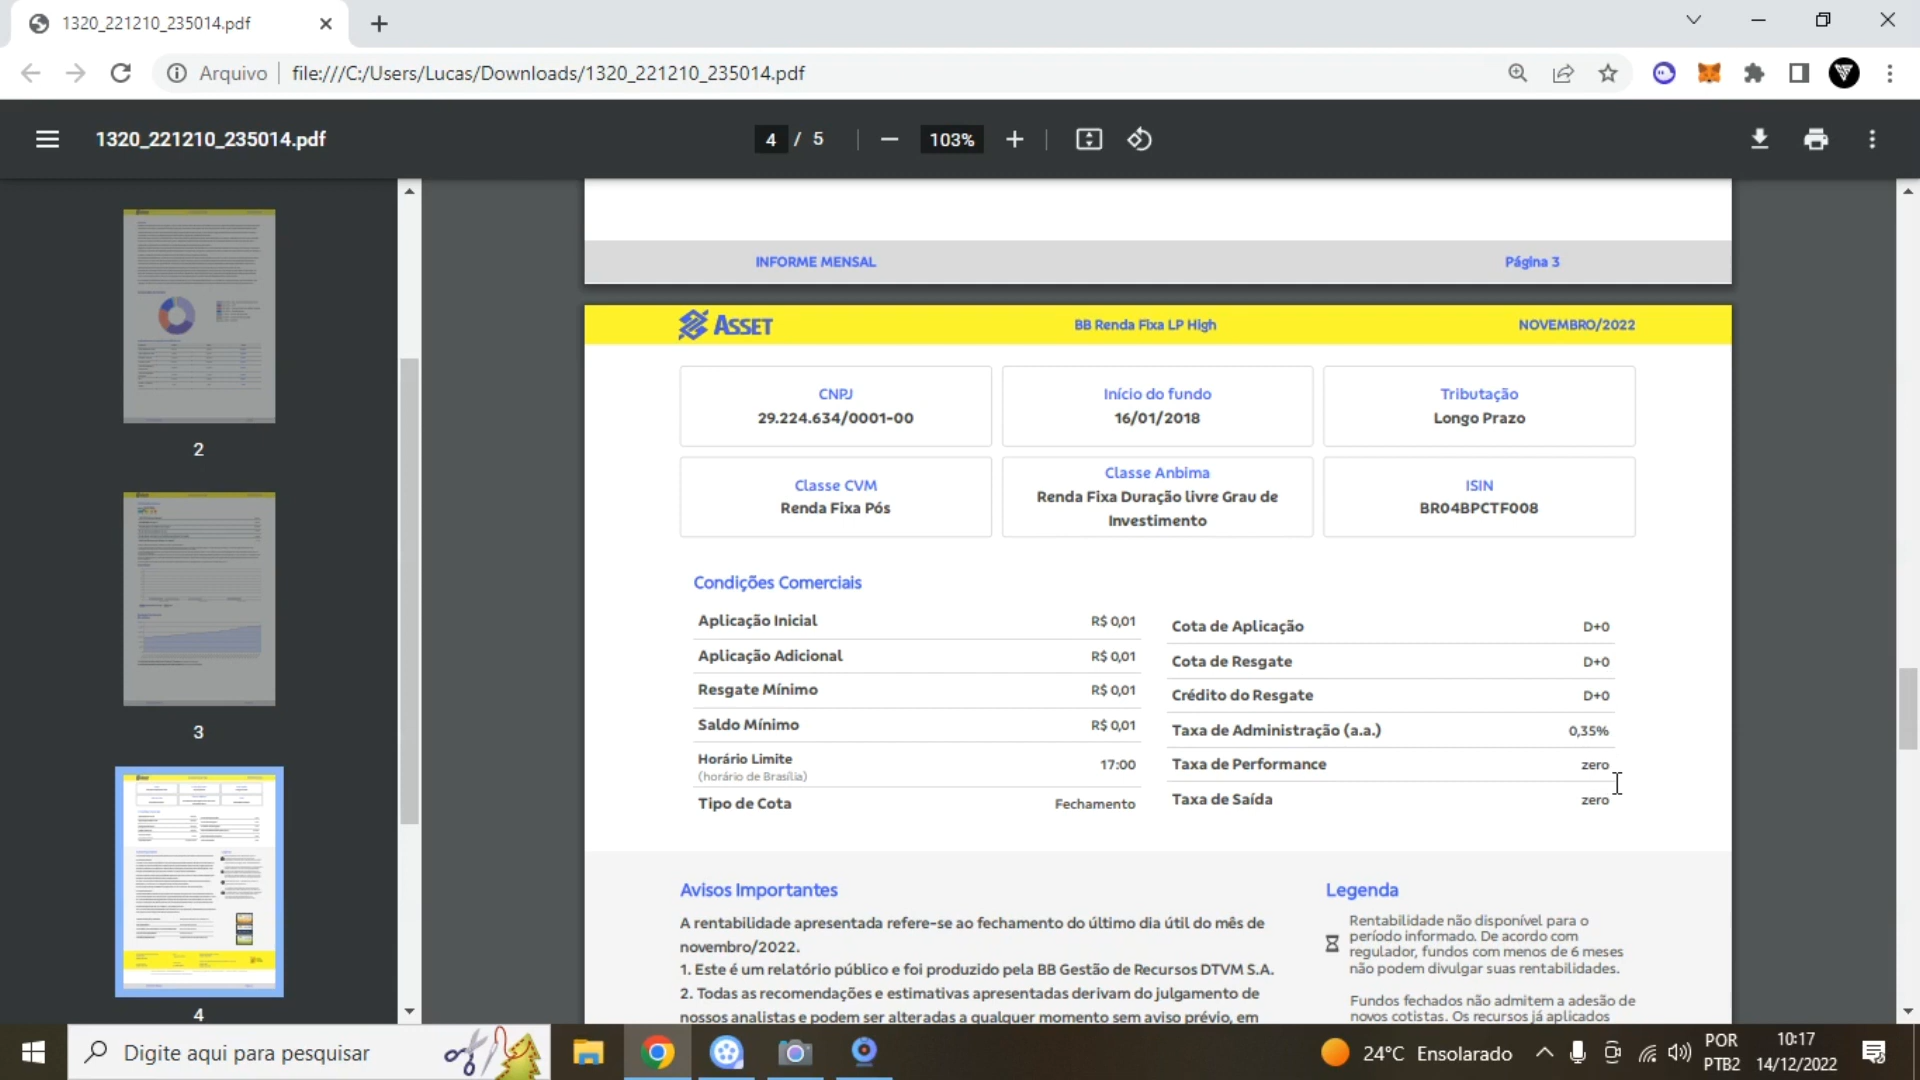 1320_221210_235014.pdf
Arquivo
file:///C:/Users/Lucas/Downloads/1320_221210_235014.pdf
1320_221210_235014.pdf
4 / 5
103%
2
3
4
INFORME MENSAL
Página 3
ASSET
BB Renda Fixa LP High
NOVEMBRO/2022
CNPJ
29.224.634/0001-00
Início do fundo
16/01/2018
Tributação
Longo Prazo
Classe CVM
Renda Fixa Pós
Classe Anbima
Renda Fixa Duração livre Grau de
Investimento
ISIN
BR04BPCTF008
Condições Comerciais
Aplicação Inicial R$ 0,01
Aplicação Adicional R$ 0,01
Resgate Mínimo R$ 0,01
Saldo Mínimo R$ 0,01
Horário Limite 17:00
(horário de Brasília)
Tipo de Cota Fechamento
Cota de Aplicação D+0
Cota de Resgate D+0
Crédito do Resgate D+0
Taxa de Administração (a.a.) 0,35%
Taxa de Performance zero
Taxa de Saída zero
Avisos Importantes
A rentabilidade apresentada refere-se ao fechamento do último dia útil do mês de
novembro/2022.
1. Este é um relatório público e foi produzido pela BB Gestão de Recursos DTVM S.A.
2. Todas as recomendações e estimativas apresentadas derivam do julgamento de
nossos analistas e podem ser alteradas a qualquer momento sem aviso prévio, em
Legenda
Rentabilidade não disponível para o
período informado. De acordo com
regulador, fundos com menos de 6 meses
não podem divulgar suas rentabilidades.
Fundos fechados não admitem a adesão de
novos cotistas. Os recursos já aplicados
Digite aqui para pesquisar
24°C Ensolarado
POR
PTB2
10:17
14/12/2022